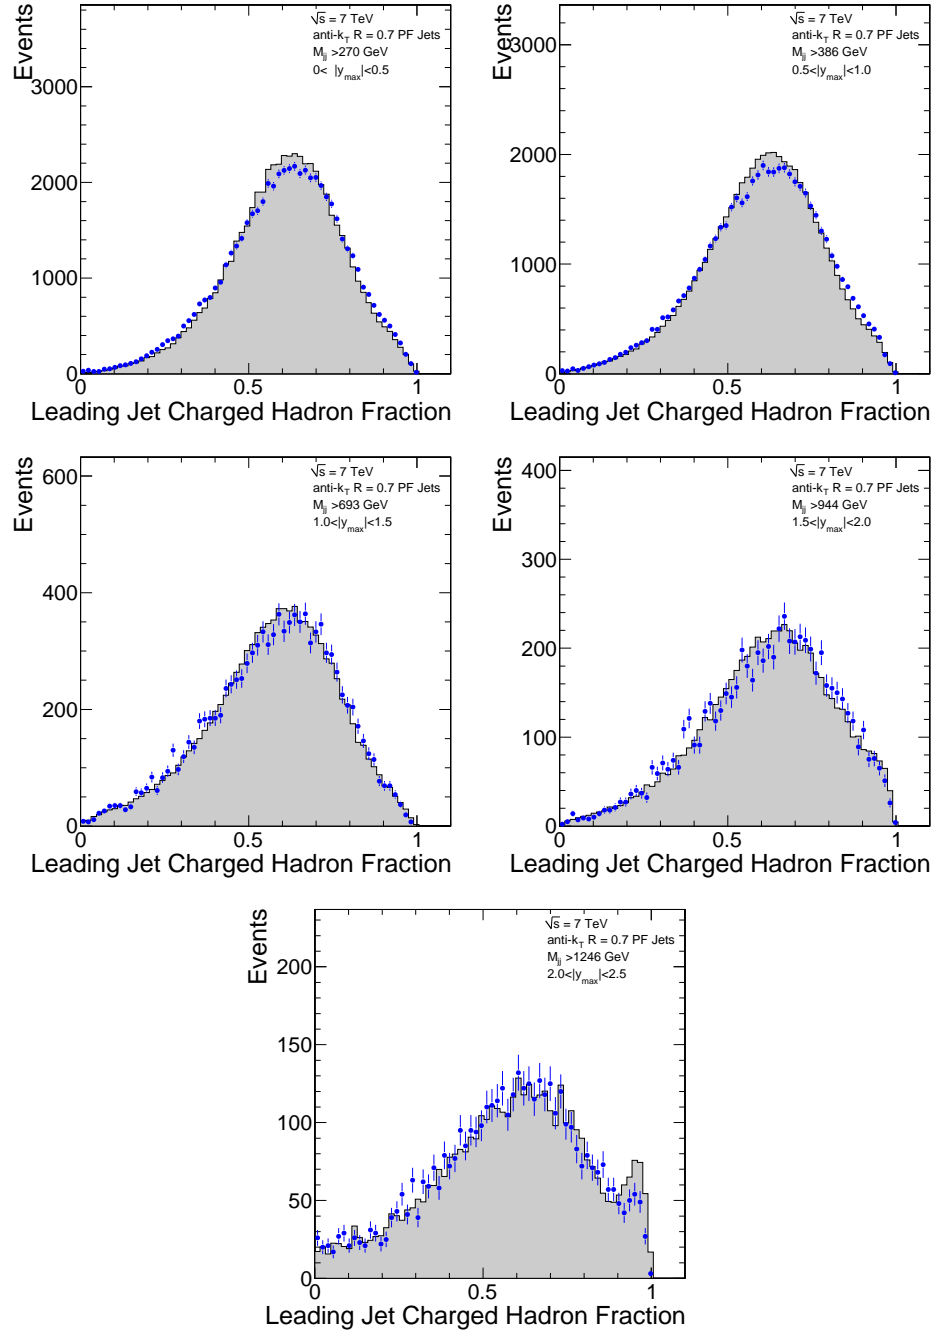 Events
√s = 7 TeV
anti-k_T R = 0.7 PF Jets
M_jj >270 GeV
0< |y_max|<0.5
3000
2000
1000
0
0 0.5 1
Leading Jet Charged Hadron Fraction
Events
√s = 7 TeV
anti-k_T R = 0.7 PF Jets
M_jj >386 GeV
0.5<|y_max|<1.0
3000
2000
1000
0
0 0.5 1
Leading Jet Charged Hadron Fraction
Events
√s = 7 TeV
anti-k_T R = 0.7 PF Jets
M_jj >693 GeV
1.0<|y_max|<1.5
600
400
200
0
0 0.5 1
Leading Jet Charged Hadron Fraction
Events
√s = 7 TeV
anti-k_T R = 0.7 PF Jets
M_jj >944 GeV
1.5<|y_max|<2.0
400
300
200
100
0
0 0.5 1
Leading Jet Charged Hadron Fraction
Events
√s = 7 TeV
anti-k_T R = 0.7 PF Jets
M_jj >1246 GeV
2.0<|y_max|<2.5
200
150
100
50
0
0 0.5 1
Leading Jet Charged Hadron Fraction